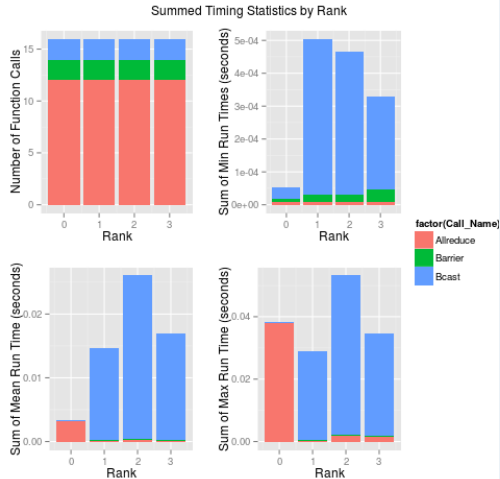 Summed Timing Statistics by Rank
Number of Function Calls
15
10
5
0
0 1 2 3
Rank
Sum of Min Run Times (seconds)
5e-04
4e-04
3e-04
2e-04
1e-04
0e+00
0 1 2 3
Rank
factor(Call_Name)
Allreduce
Barrier
Bcast
Sum of Mean Run Time (seconds)
0.02
0.01
0.00
0 1 2 3
Rank
Sum of Max Run Time (seconds)
0.04
0.02
0.00
0 1 2 3
Rank